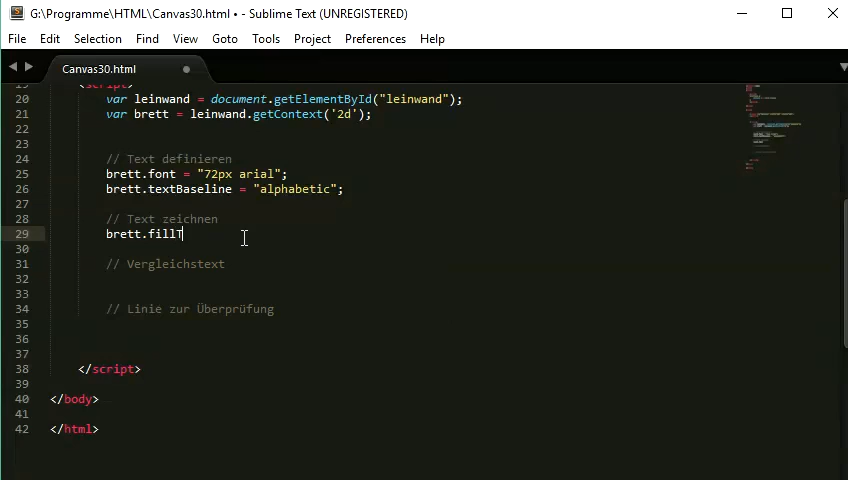 G:\Programme\HTML\Canvas30.html • - Sublime Text (UNREGISTERED)
File Edit Selection Find View Goto Tools Project Preferences Help
Canvas30.html
19 <script>
20 var leinwand = document.getElementById("leinwand");
21 var brett = leinwand.getContext('2d');
22
23
24 // Text definieren
25 brett.font = "72px arial";
26 brett.textBaseline = "alphabetic";
27
28 // Text zeichnen
29 brett.fillT
30
31 // Vergleichstext
32
33
34 // Linie zur Überprüfung
35
36
37
38 </script>
39
40 </body>
41
42 </html>